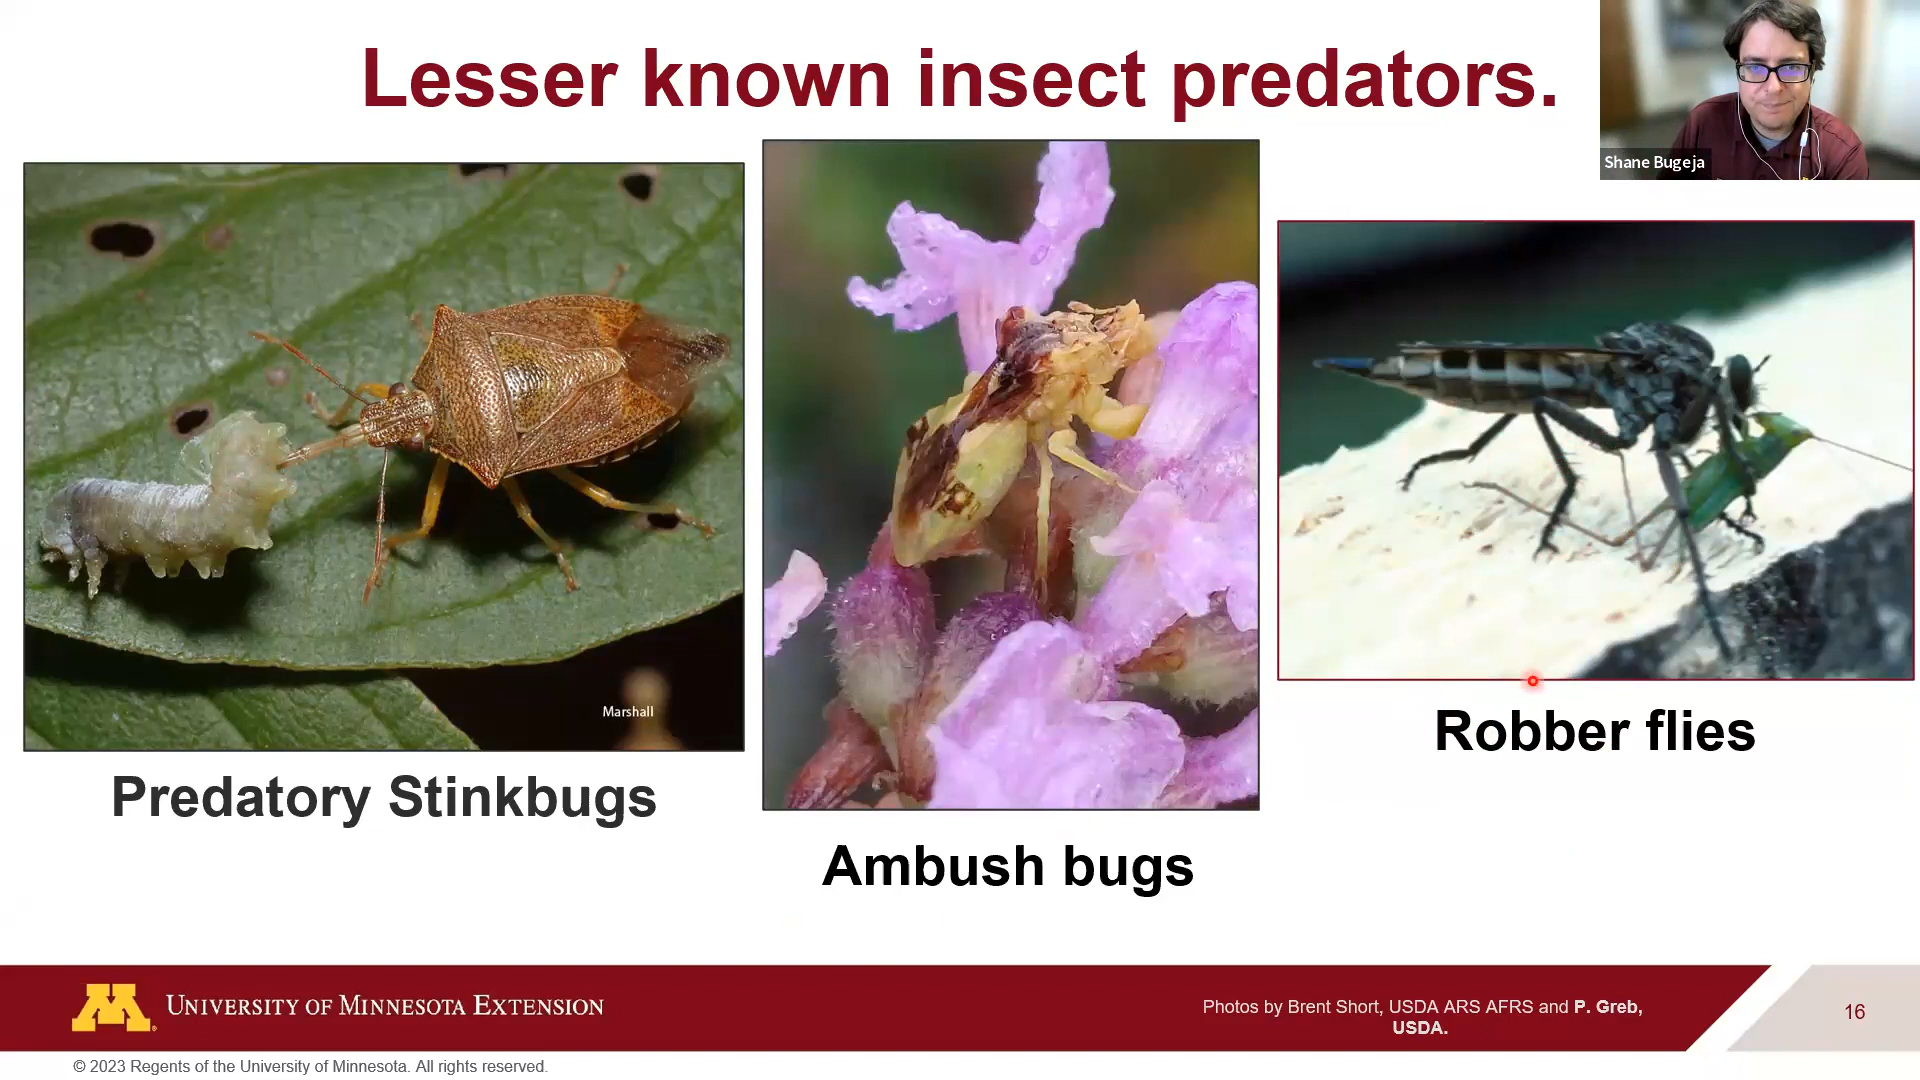 Lesser known insect predators.
Shane Bugeja
Marshall
Predatory Stinkbugs
Ambush bugs
Robber flies
UNIVERSITY OF MINNESOTA EXTENSION
Photos by Brent Short, USDA ARS AFRS and P. Greb,
USDA.
16
© 2023 Regents of the University of Minnesota. All rights reserved.